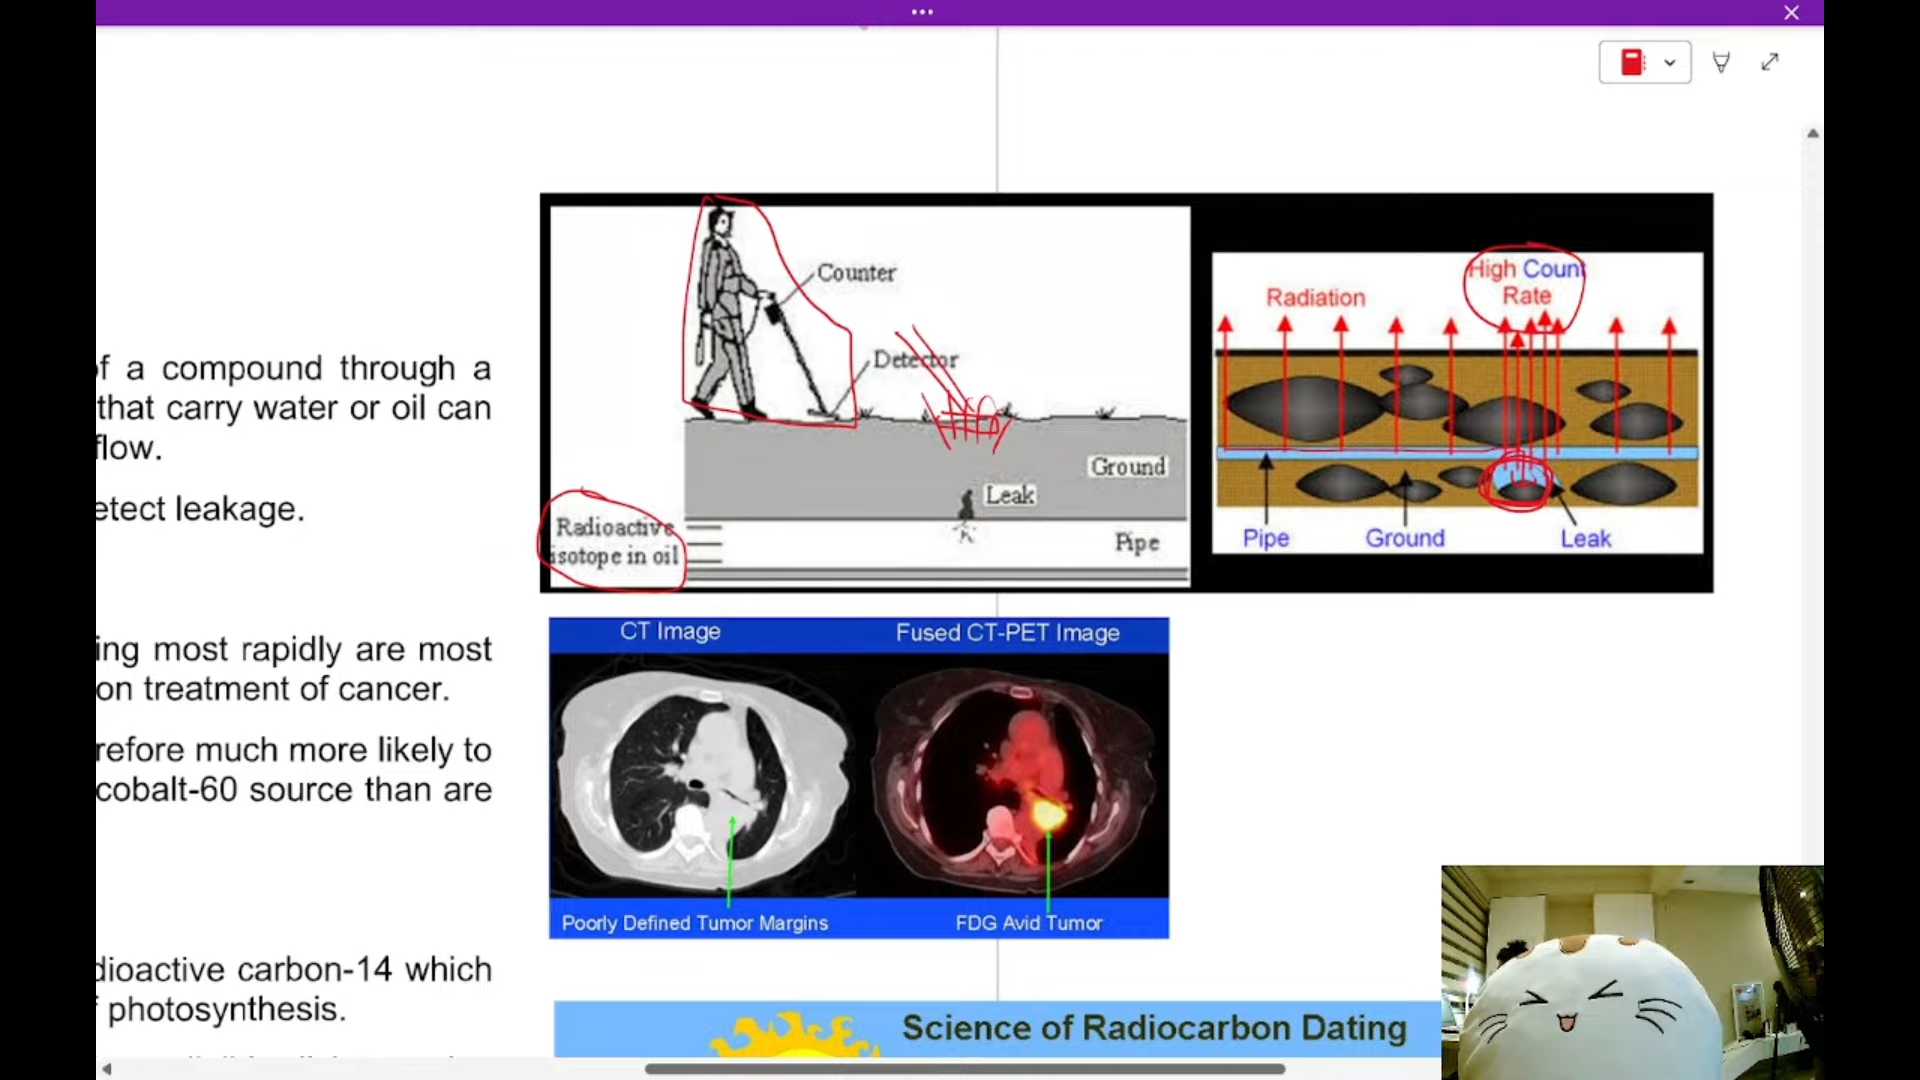 of a compound through a
that carry water or oil can
flow.
etect leakage.
ing most rapidly are most
on treatment of cancer.
refore much more likely to
cobalt-60 source than are
dioactive carbon-14 which
f photosynthesis.
Counter
Detector
Ground
Leak
Radioactive
isotope in oil
Pipe
Radiation
High Count
Rate
Pipe
Ground
Leak
CT Image
Fused CT-PET Image
Poorly Defined Tumor Margins
FDG Avid Tumor
Science of Radiocarbon Dating